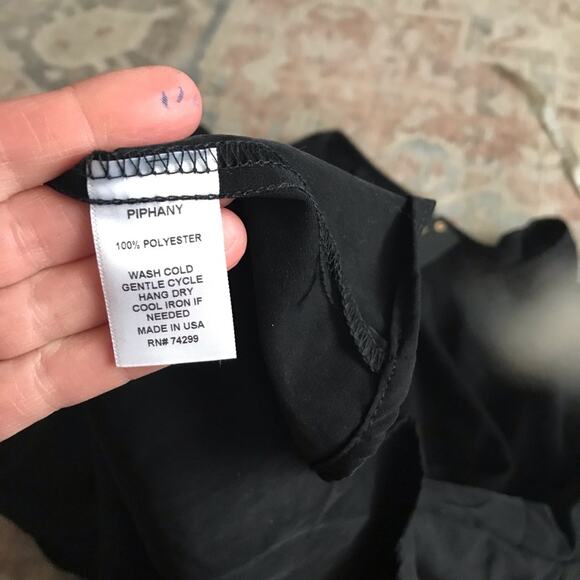 PIPHANY
100% POLYESTER
WASH COLD
GENTLE CYCLE
HANG DRY
COOL IRON IF
NEEDED
MADE IN USA
RN# 74299